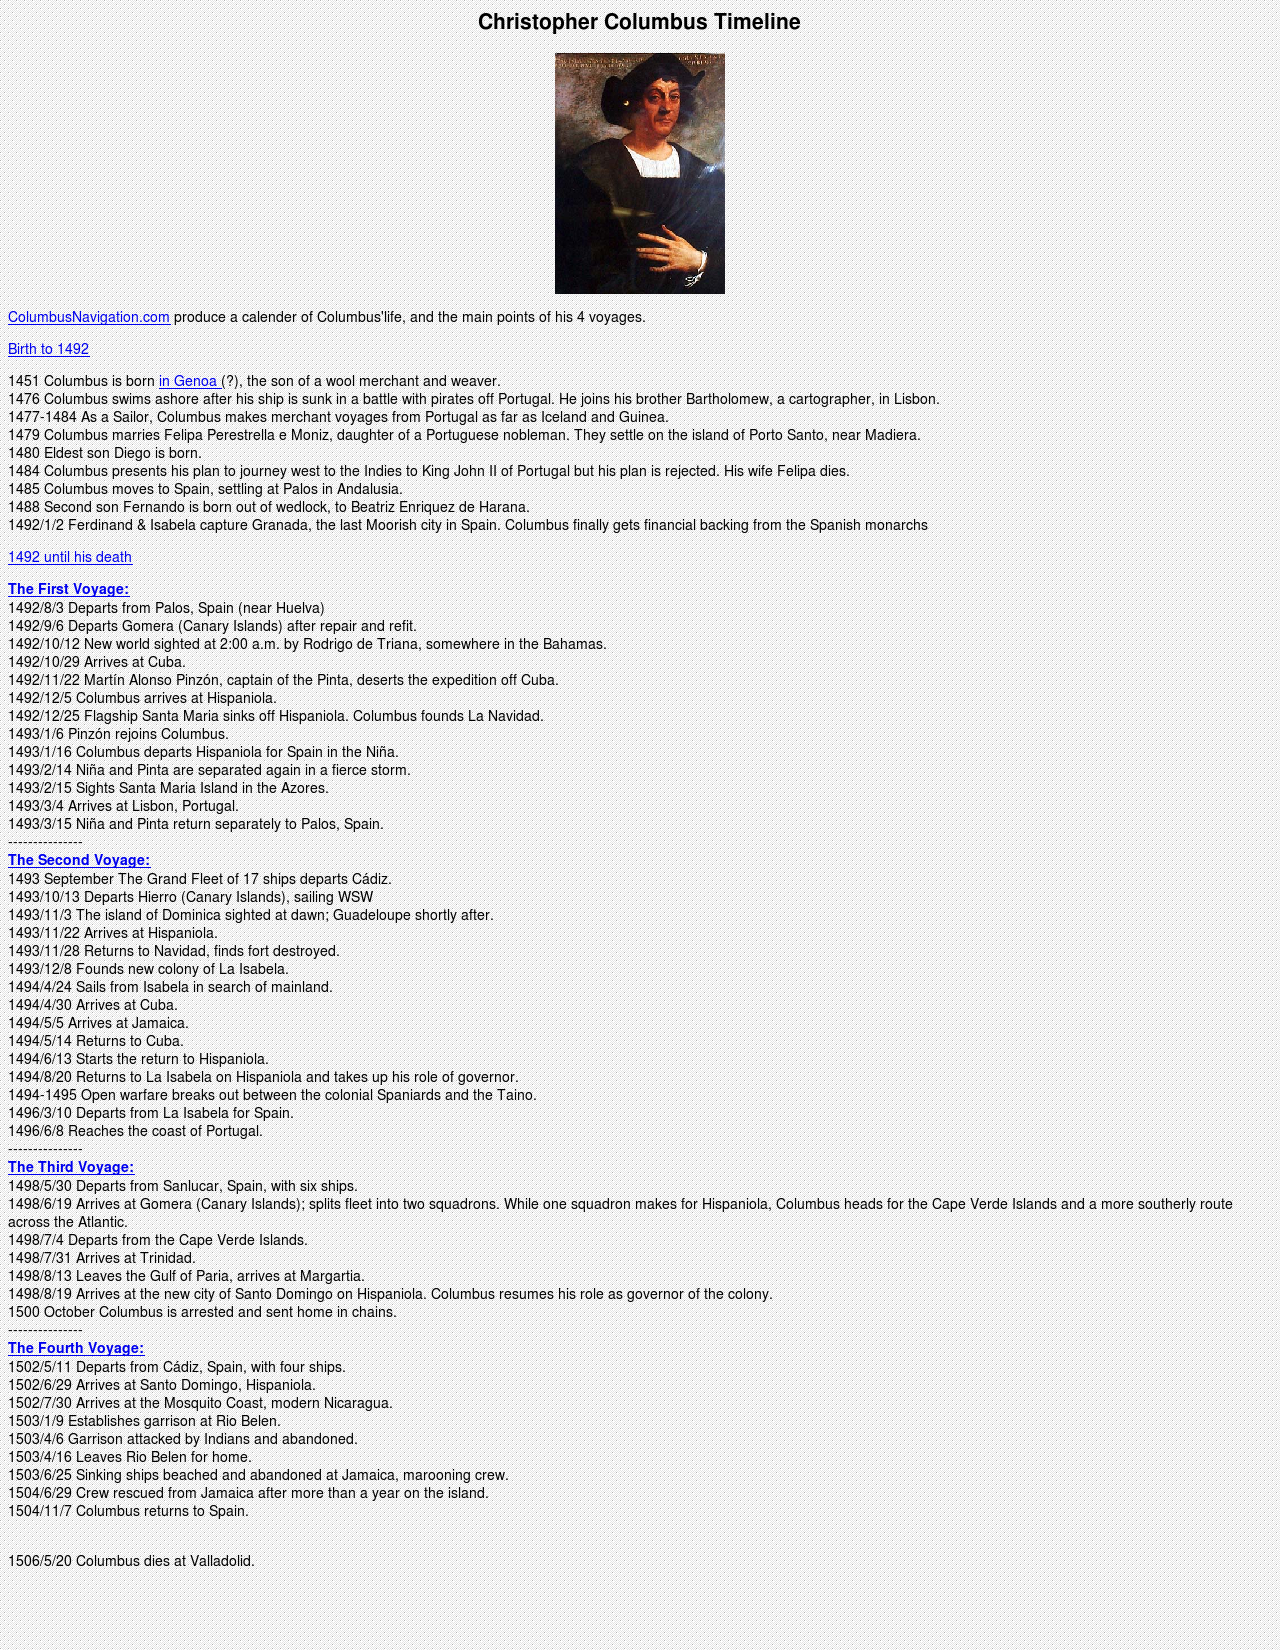 Christopher Columbus Timeline
ColumbusNavigation.com produce a calender of Columbus'life, and the main points of his 4 voyages.
Birth to 1492
1451 Columbus is born in Genoa (?), the son of a wool merchant and weaver.
1476 Columbus swims ashore after his ship is sunk in a battle with pirates off Portugal. He joins his brother Bartholomew, a cartographer, in Lisbon.
1477-1484 As a Sailor, Columbus makes merchant voyages from Portugal as far as Iceland and Guinea.
1479 Columbus marries Felipa Perestrella e Moniz, daughter of a Portuguese nobleman. They settle on the island of Porto Santo, near Madiera.
1480 Eldest son Diego is born.
1484 Columbus presents his plan to journey west to the Indies to King John II of Portugal but his plan is rejected. His wife Felipa dies.
1485 Columbus moves to Spain, settling at Palos in Andalusia.
1488 Second son Fernando is born out of wedlock, to Beatriz Enriquez de Harana.
1492/1/2 Ferdinand & Isabela capture Granada, the last Moorish city in Spain. Columbus finally gets financial backing from the Spanish monarchs
1492 until his death
The First Voyage:
1492/8/3 Departs from Palos, Spain (near Huelva)
1492/9/6 Departs Gomera (Canary Islands) after repair and refit.
1492/10/12 New world sighted at 2:00 a.m. by Rodrigo de Triana, somewhere in the Bahamas.
1492/10/29 Arrives at Cuba.
1492/11/22 Martín Alonso Pinzón, captain of the Pinta, deserts the expedition off Cuba.
1492/12/5 Columbus arrives at Hispaniola.
1492/12/25 Flagship Santa Maria sinks off Hispaniola. Columbus founds La Navidad.
1493/1/6 Pinzón rejoins Columbus.
1493/1/16 Columbus departs Hispaniola for Spain in the Niña.
1493/2/14 Niña and Pinta are separated again in a fierce storm.
1493/2/15 Sights Santa Maria Island in the Azores.
1493/3/4 Arrives at Lisbon, Portugal.
1493/3/15 Niña and Pinta return separately to Palos, Spain.
---------------
The Second Voyage:
1493 September The Grand Fleet of 17 ships departs Cádiz.
1493/10/13 Departs Hierro (Canary Islands), sailing WSW
1493/11/3 The island of Dominica sighted at dawn; Guadeloupe shortly after.
1493/11/22 Arrives at Hispaniola.
1493/11/28 Returns to Navidad, finds fort destroyed.
1493/12/8 Founds new colony of La Isabela.
1494/4/24 Sails from Isabela in search of mainland.
1494/4/30 Arrives at Cuba.
1494/5/5 Arrives at Jamaica.
1494/5/14 Returns to Cuba.
1494/6/13 Starts the return to Hispaniola.
1494/8/20 Returns to La Isabela on Hispaniola and takes up his role of governor.
1494-1495 Open warfare breaks out between the colonial Spaniards and the Taino.
1496/3/10 Departs from La Isabela for Spain.
1496/6/8 Reaches the coast of Portugal.
---------------
The Third Voyage:
1498/5/30 Departs from Sanlucar, Spain, with six ships.
1498/6/19 Arrives at Gomera (Canary Islands); splits fleet into two squadrons. While one squadron makes for Hispaniola, Columbus heads for the Cape Verde Islands and a more southerly route
across the Atlantic.
1498/7/4 Departs from the Cape Verde Islands.
1498/7/31 Arrives at Trinidad.
1498/8/13 Leaves the Gulf of Paria, arrives at Margartia.
1498/8/19 Arrives at the new city of Santo Domingo on Hispaniola. Columbus resumes his role as governor of the colony.
1500 October Columbus is arrested and sent home in chains.
---------------
The Fourth Voyage:
1502/5/11 Departs from Cádiz, Spain, with four ships.
1502/6/29 Arrives at Santo Domingo, Hispaniola.
1502/7/30 Arrives at the Mosquito Coast, modern Nicaragua.
1503/1/9 Establishes garrison at Rio Belen.
1503/4/6 Garrison attacked by Indians and abandoned.
1503/4/16 Leaves Rio Belen for home.
1503/6/25 Sinking ships beached and abandoned at Jamaica, marooning crew.
1504/6/29 Crew rescued from Jamaica after more than a year on the island.
1504/11/7 Columbus returns to Spain.
1506/5/20 Columbus dies at Valladolid.